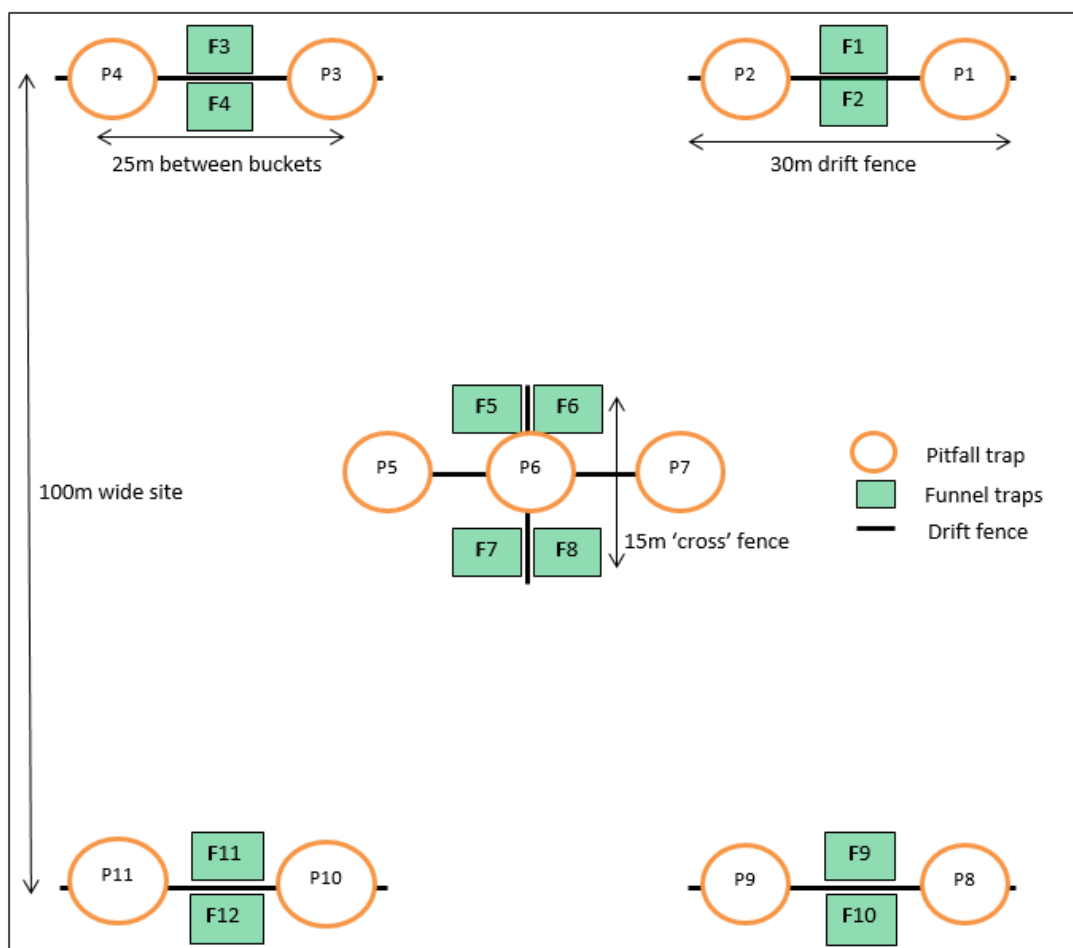 F3
F1
P4
P3
P2
P1
F4
F2
25m between buckets
30m drift fence
F5
F6
P5
P6
P7
Pitfall trap
100m wide site
Funnel traps
F7
F8
15m ‘cross’ fence
Drift fence
F11
F9
P11
P10
P9
P8
F12
F10